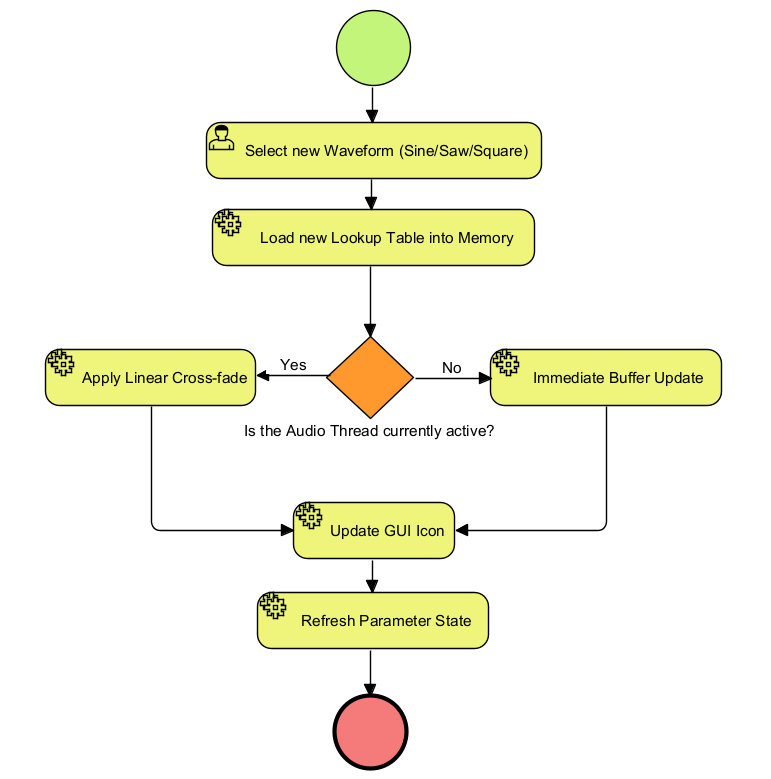 Select new Waveform (Sine/Saw/Square)
Load new Lookup Table into Memory
Yes
No
Apply Linear Cross-fade
Immediate Buffer Update
Is the Audio Thread currently active?
Update GUI Icon
Refresh Parameter State